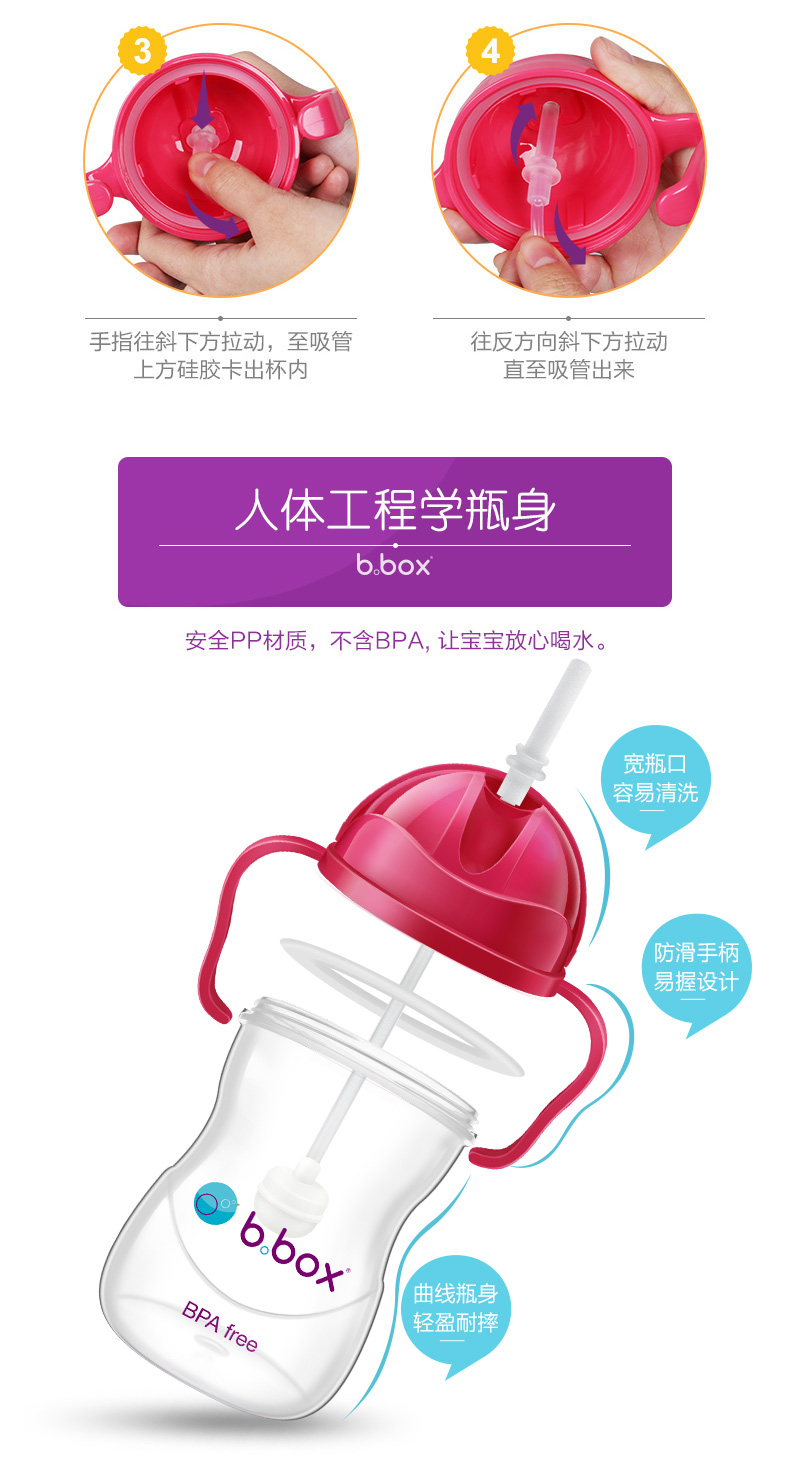 3
4
手指往斜下方拉动，至吸管
上方硅胶卡出杯内
往反方向斜下方拉动
直至吸管出来
人体工程学瓶身
b.box
安全PP材质，不含BPA, 让宝宝放心喝水。
宽瓶口
容易清洗
防滑手柄
易握设计
b.box®
BPA free
曲线瓶身
轻盈耐摔